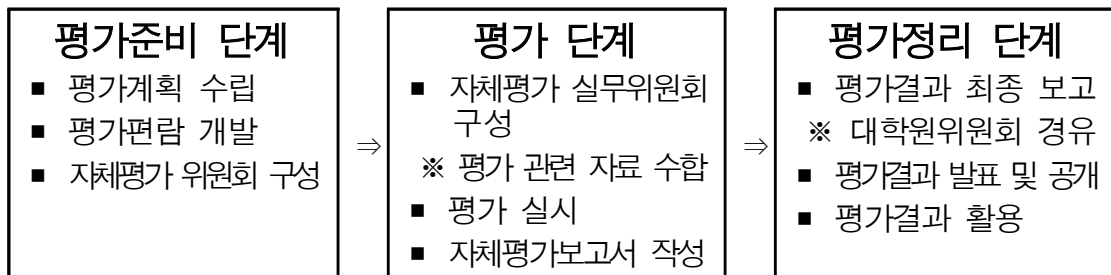 평가준비 단계
■ 평가계획 수립
■ 평가편람 개발
■ 자체평가 위원회 구성
⇒
평가 단계
■ 자체평가 실무위원회
구성
※ 평가 관련 자료 수합
■ 평가 실시
■ 자체평가보고서 작성
⇒
평가정리 단계
■ 평가결과 최종 보고
※ 대학원위원회 경유
■ 평가결과 발표 및 공개
■ 평가결과 활용